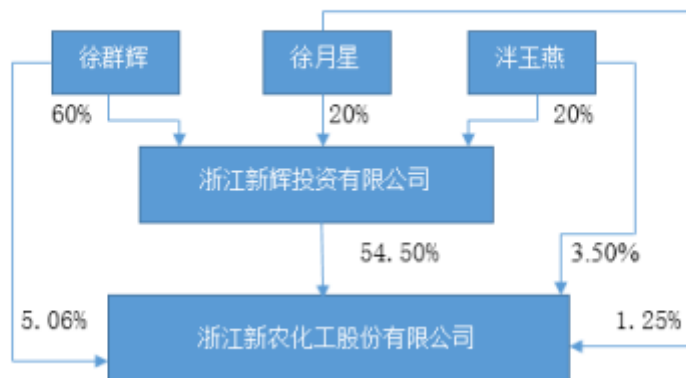 徐群辉
徐月星
泮玉燕
60%
20%
20%
浙江新辉投资有限公司
54.50%
3.50%
5.06%
浙江新农化工股份有限公司
1.25%